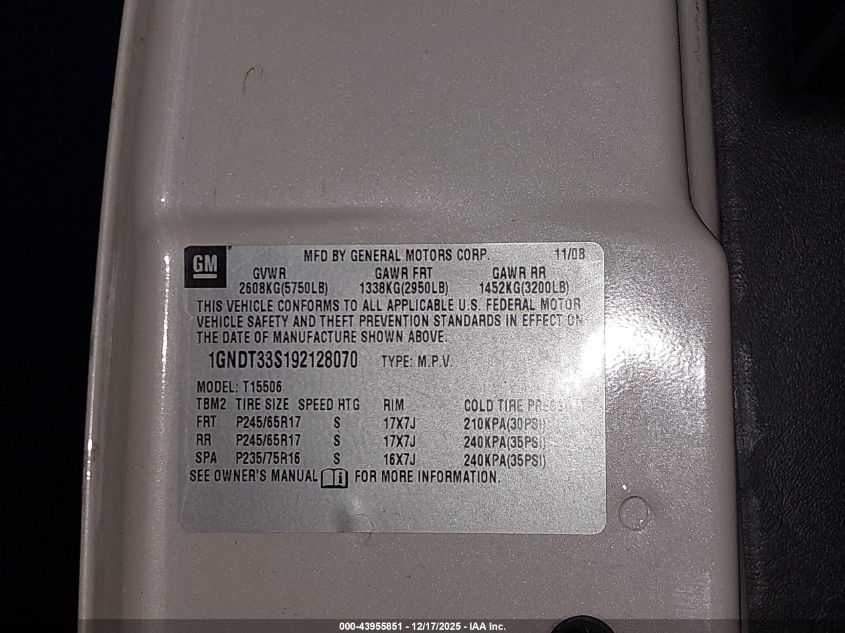 GM
MFD BY GENERAL MOTORS CORP. 11/08
GVWR GAWR FRT GAWR RR
2608KG(5750LB) 1338KG(2950LB) 1452KG(3200LB)
THIS VEHICLE CONFORMS TO ALL APPLICABLE U.S. FEDERAL MOTOR
VEHICLE SAFETY AND THEFT PREVENTION STANDARDS IN EFFECT ON
THE DATE OF MANUFACTURE SHOWN ABOVE.
1GNDT33S192128070 TYPE: M.P.V.
MODEL: T15506
TBM2 TIRE SIZE SPEED RTG RIM COLD TIRE
FRT P245/65R17 S 17X7J 210KPA(30PSI)
RR P245/65R17 S 17X7J 240KPA(35PSI)
SPA P235/75R16 S 16X7J 240KPA(35PSI)
SEE OWNER'S MANUAL FOR MORE INFORMATION.
000-43955851 - 12/17/2025 - IAA Inc.